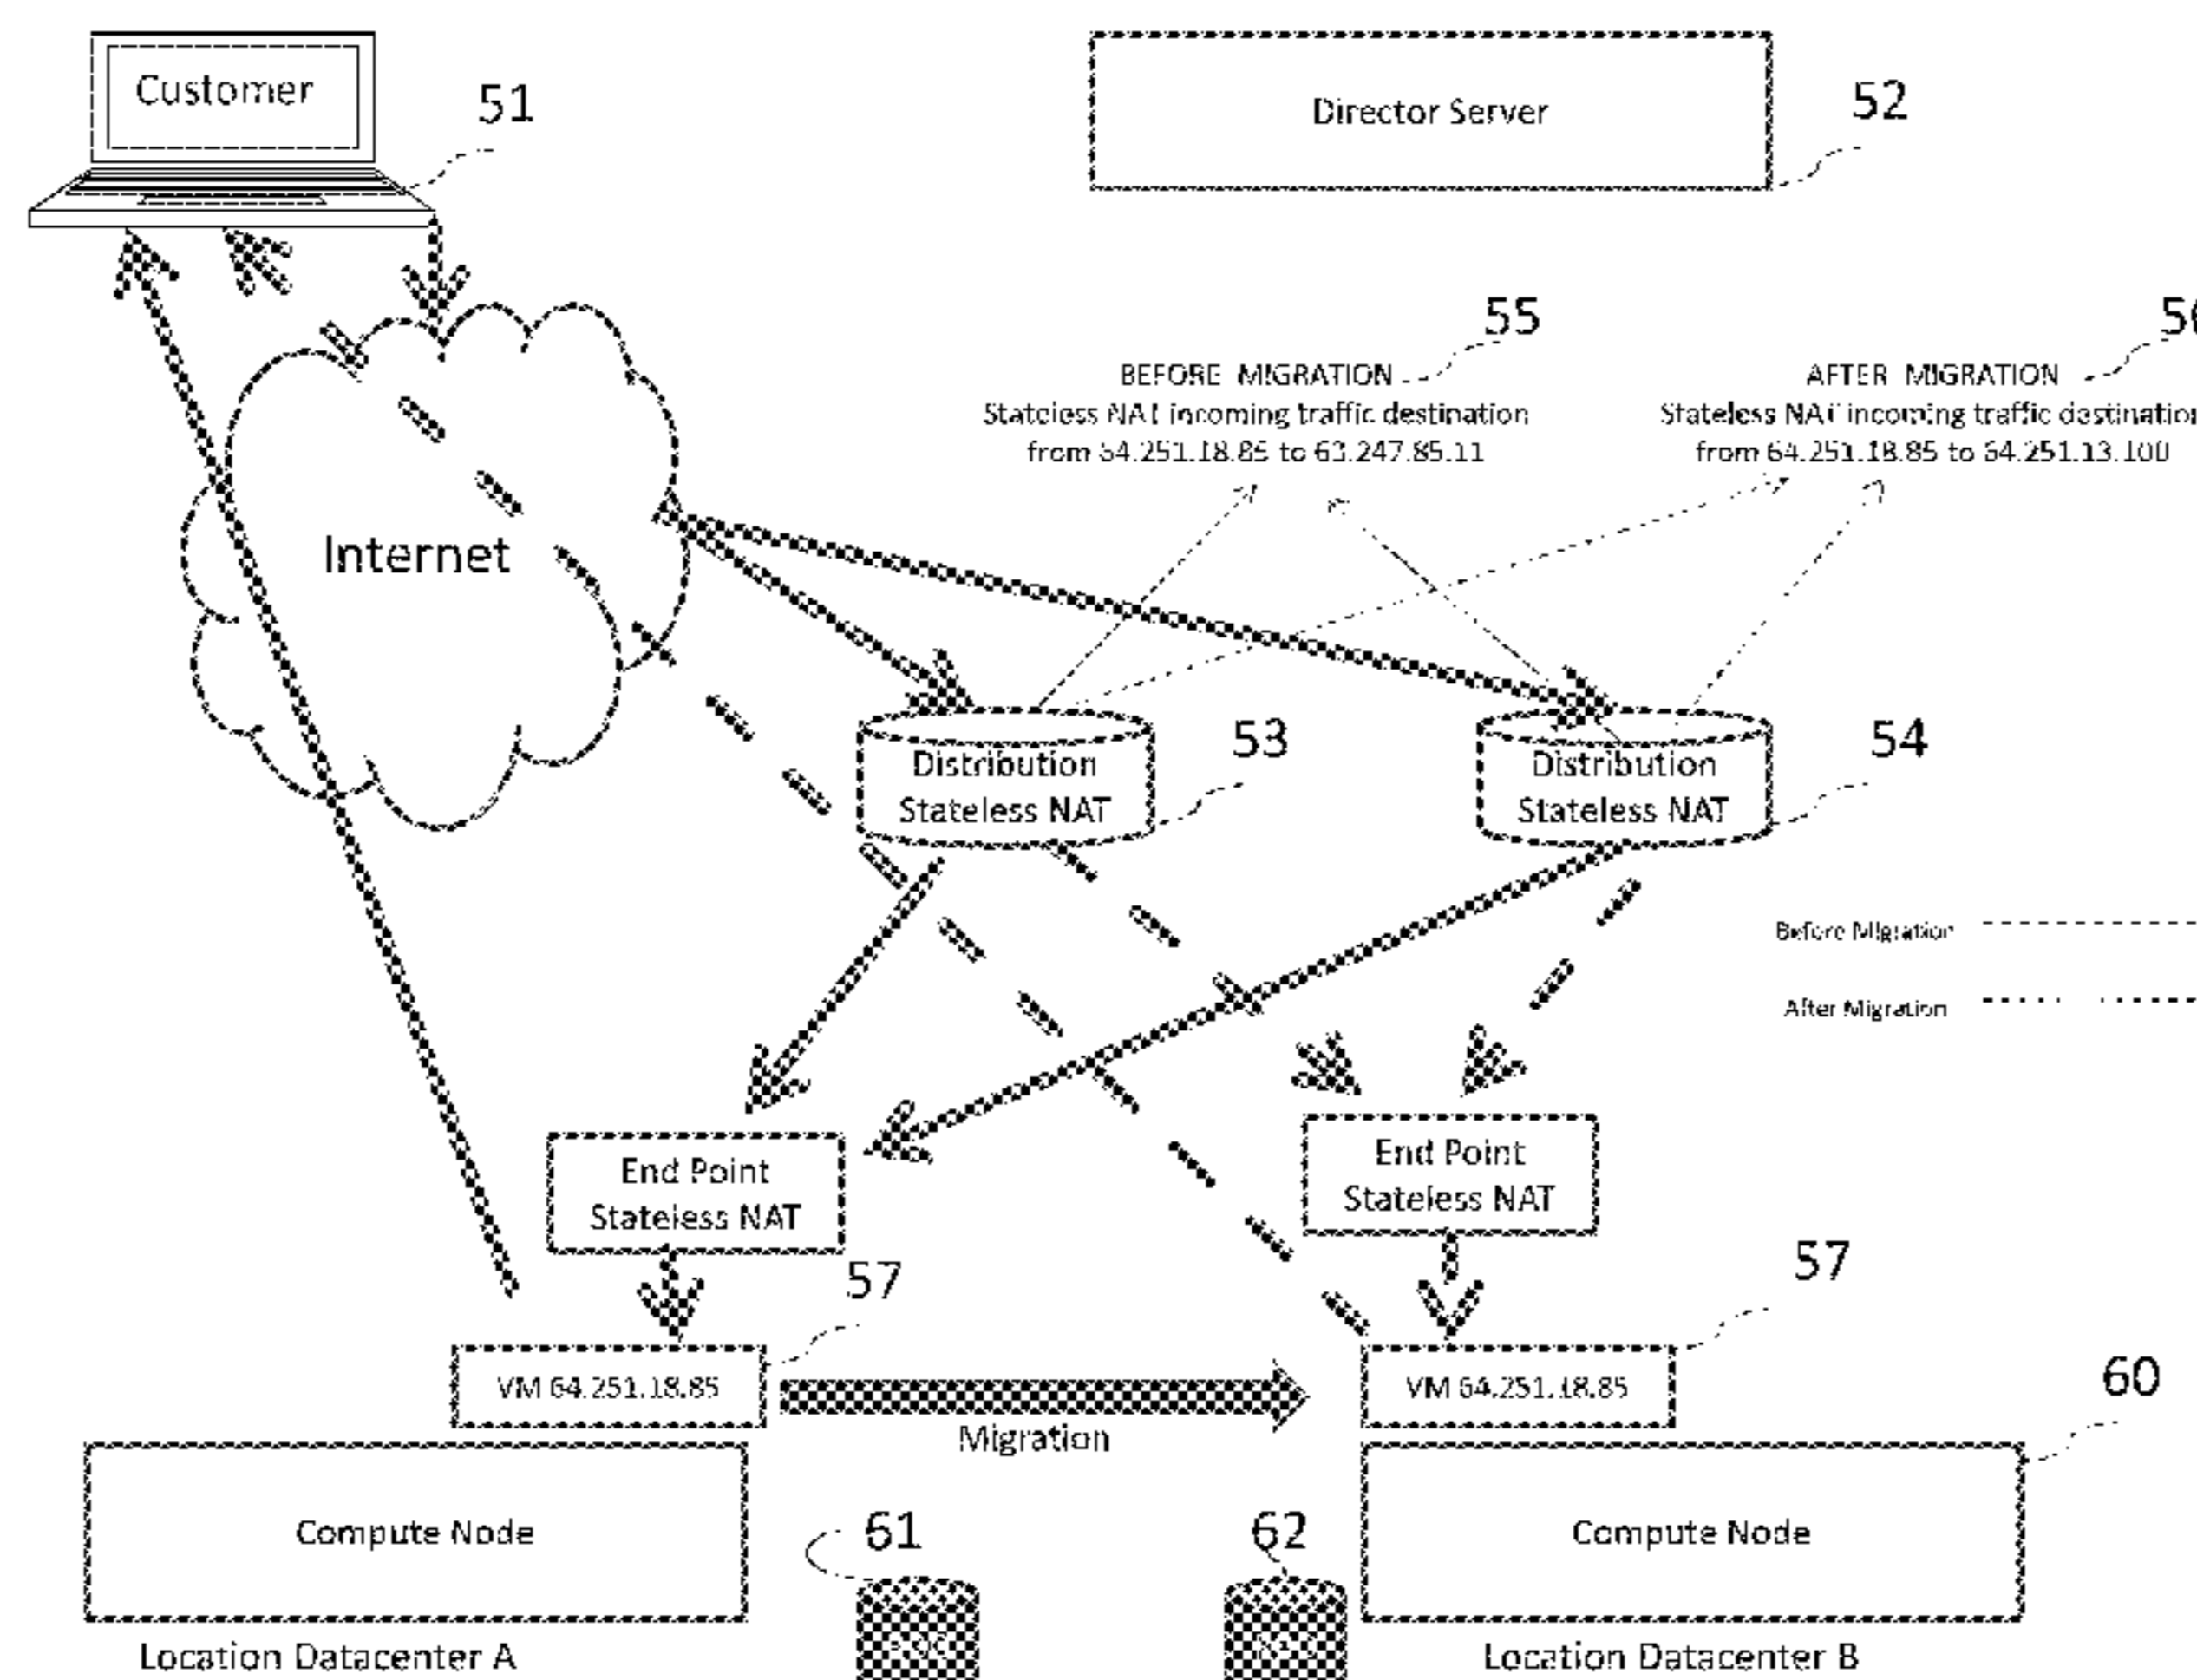 Customer
51
Director Server
52
55
BEFORE MIGRATION
Stateless NAT incoming traffic destination
from 64.251.18.85 to 63.247.85.11
AFTER MIGRATION
Stateless NAT incoming traffic destination
from 64.251.18.85 to 64.251.13.100
Internet
53
Distribution
Stateless NAT
54
Distribution
Stateless NAT
Before Migration
After Migration
End Point
Stateless NAT
End Point
Stateless NAT
57
57
VM 64.251.18.85
Migration
VM 64.251.18.85
60
Compute Node
61
62
Compute Node
Location Datacenter A
Location Datacenter B